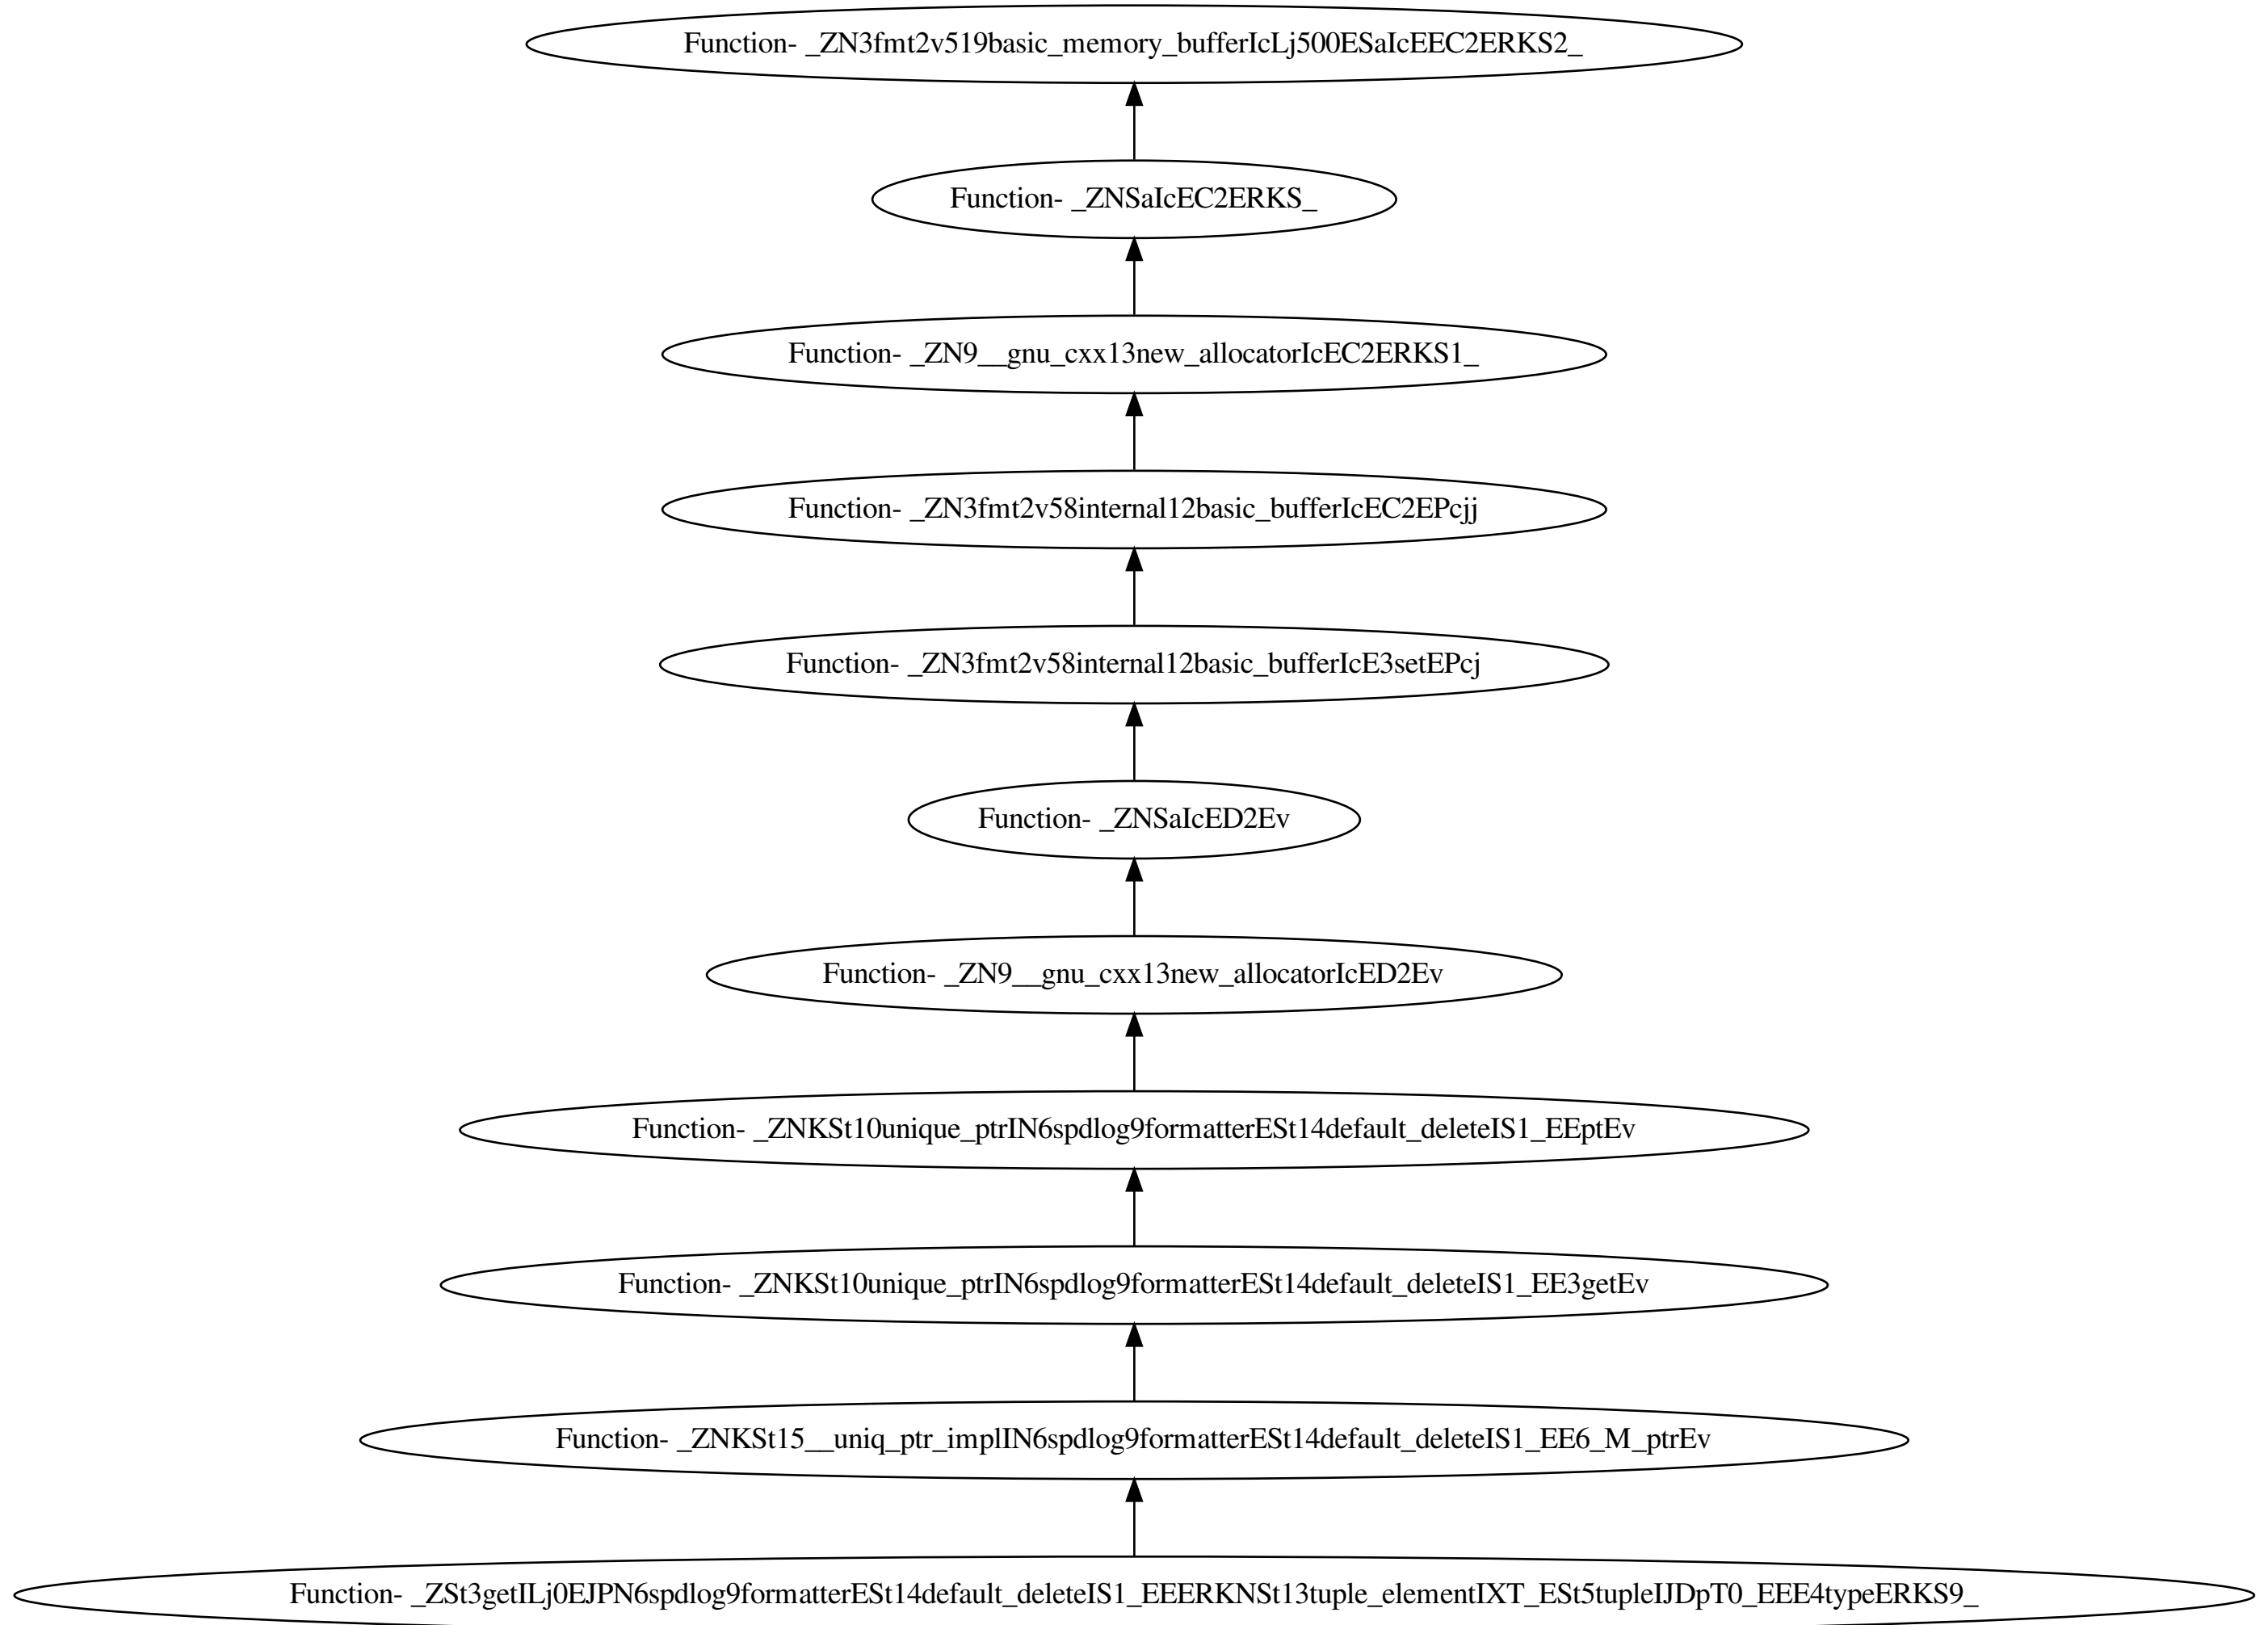 Function- _ZN3fmt2v519basic_memory_bufferIcLj500ESaIcEEC2ERKS2_
Function- _ZNSaIcEC2ERKS_
Function- _ZN9__gnu_cxx13new_allocatorIcEC2ERKS1_
Function- _ZN3fmt2v58internal12basic_bufferIcEC2EPcjj
Function- _ZN3fmt2v58internal12basic_bufferIcE3setEPcj
Function- _ZNSaIcED2Ev
Function- _ZN9__gnu_cxx13new_allocatorIcED2Ev
Function- _ZNKSt10unique_ptrIN6spdlog9formatterESt14default_deleteIS1_EEptEv
Function- _ZNKSt10unique_ptrIN6spdlog9formatterESt14default_deleteIS1_EE3getEv
Function- _ZNKSt15__uniq_ptr_implIN6spdlog9formatterESt14default_deleteIS1_EE6_M_ptrEv
Function- _ZSt3getILj0EJPN6spdlog9formatterESt14default_deleteIS1_EEERKNSt13tuple_elementIXT_ESt5tupleIJDpT0_EEE4typeERKS9_